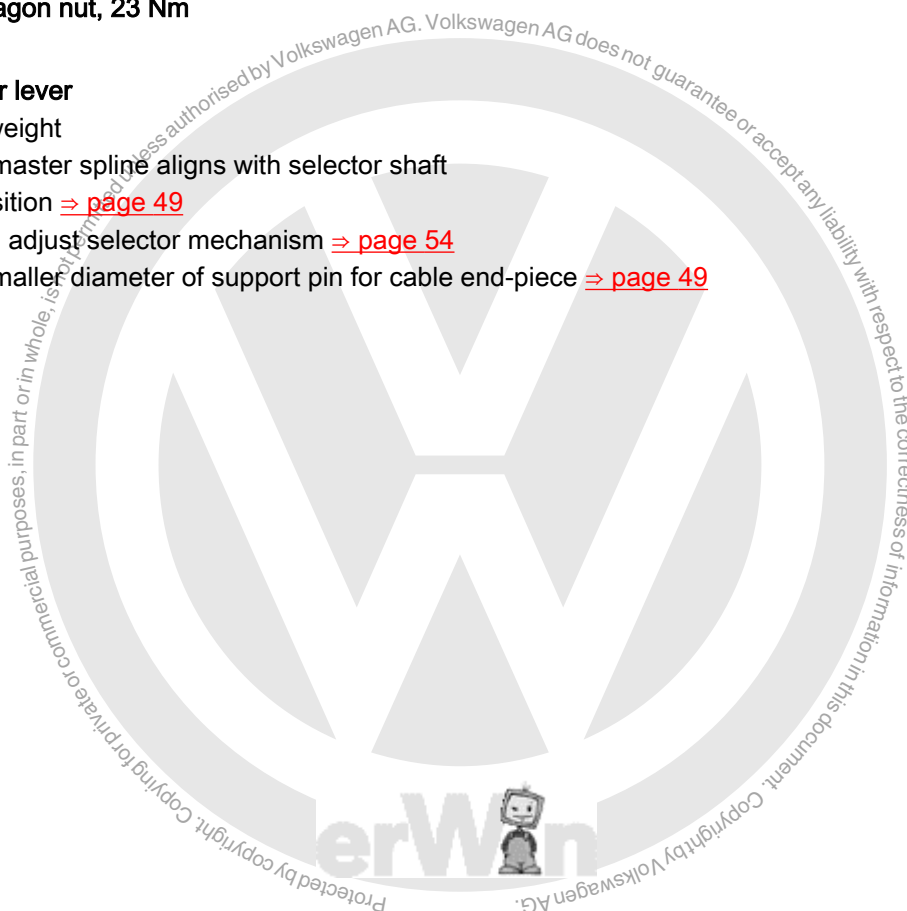 agon nut, 23 Nm
r lever
veight
master spline aligns with selector shaft
sition ⇒ page 49
adjust selector mechanism ⇒ page 54
maller diameter of support pin for cable end-piece ⇒ page 49
Protected by copyright. Copying for private or commercial purposes, in part or in whole, is not permitted unless authorised by Volkswagen AG. Volkswagen AG does not guarantee or accept any liability with respect to the correctness of information in this document. Copyright by Volkswagen AG.
erWin